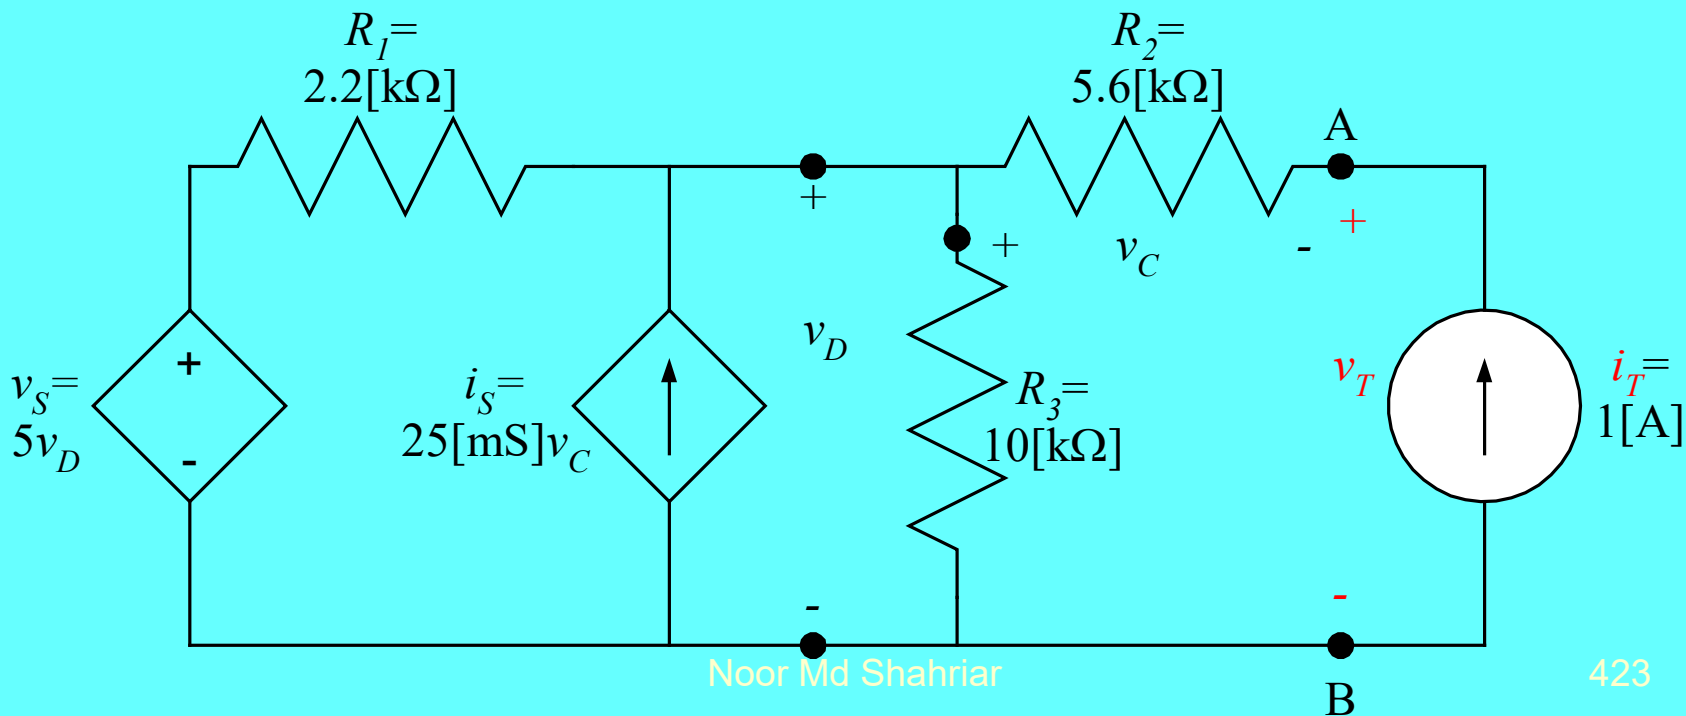 R1=
2.2[kΩ]
R2=
5.6[kΩ]
A
+
+
+
vC
-
vS=
5vD
+
-
iS=
25[mS]vC
vD
R3=
10[kΩ]
vT
iT=
1[A]
-
-
B
Noor Md Shahriar
423